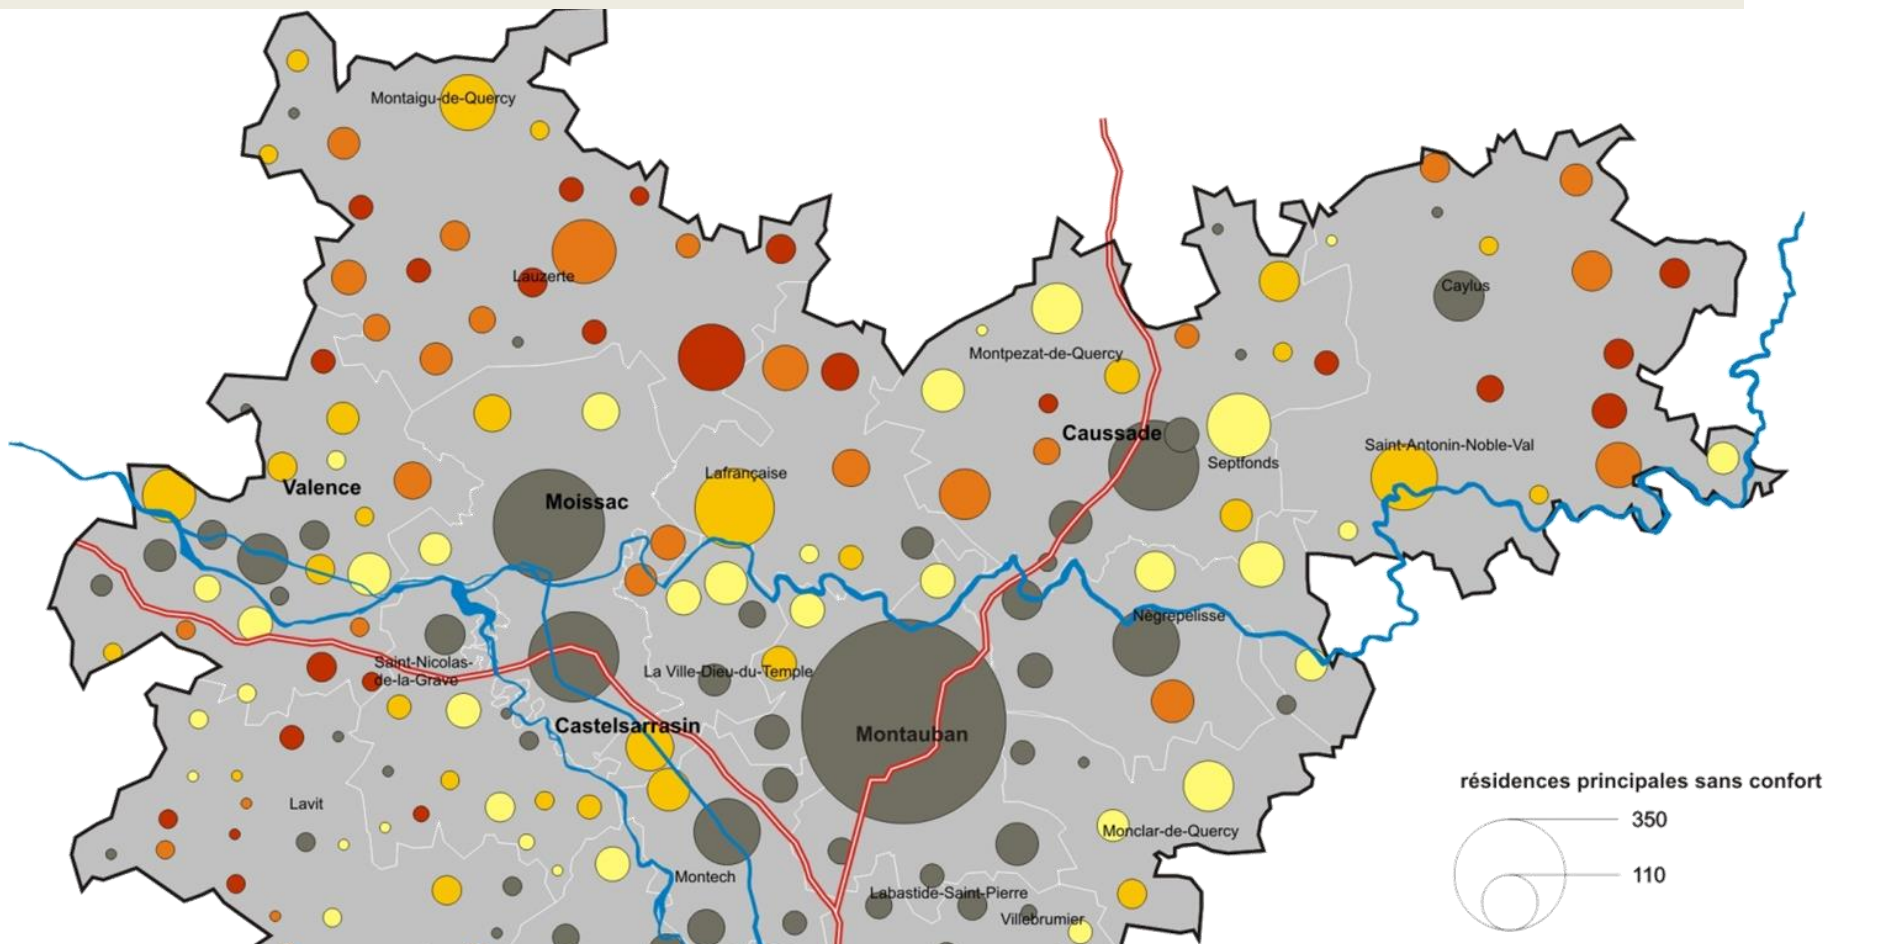 Montaigu-de-Quercy
Lauzerte
Caylus
Montpezat-de-Quercy
Caussade
Septfonds
Saint-Antonin-Noble-Val
Lafrançaise
Valence
Moissac
Nègrepelisse
Saint-Nicolas-
de-la-Grave
La Ville-Dieu-du-Temple
Castelsarrasin
Montauban
résidences principales sans confort
350
110
Lavit
Monclar-de-Quercy
Montech
Labastide-Saint-Pierre
Villebrumier